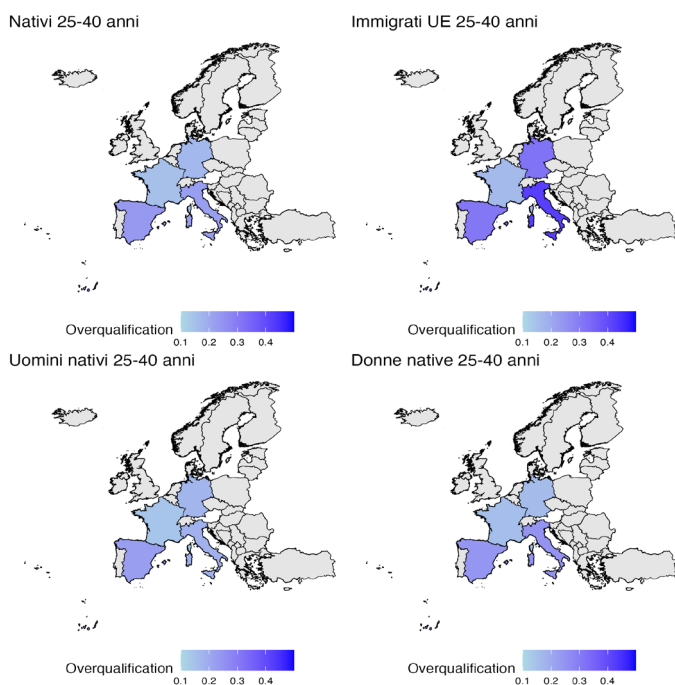 Nativi 25-40 anni
Immigrati UE 25-40 anni
Overqualification
0.1 0.2 0.3 0.4
Overqualification
0.1 0.2 0.3 0.4
Uomini nativi 25-40 anni
Donne native 25-40 anni
Overqualification
0.1 0.2 0.3 0.4
Overqualification
0.1 0.2 0.3 0.4